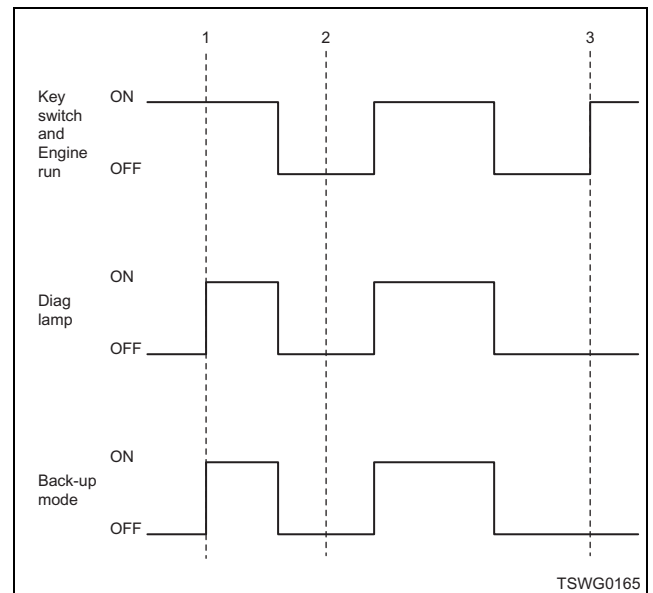 1 2 3
Key
switch
and
Engine
run
ON
OFF
Diag
lamp
ON
OFF
Back-up
mode
ON
OFF
TSWG0165